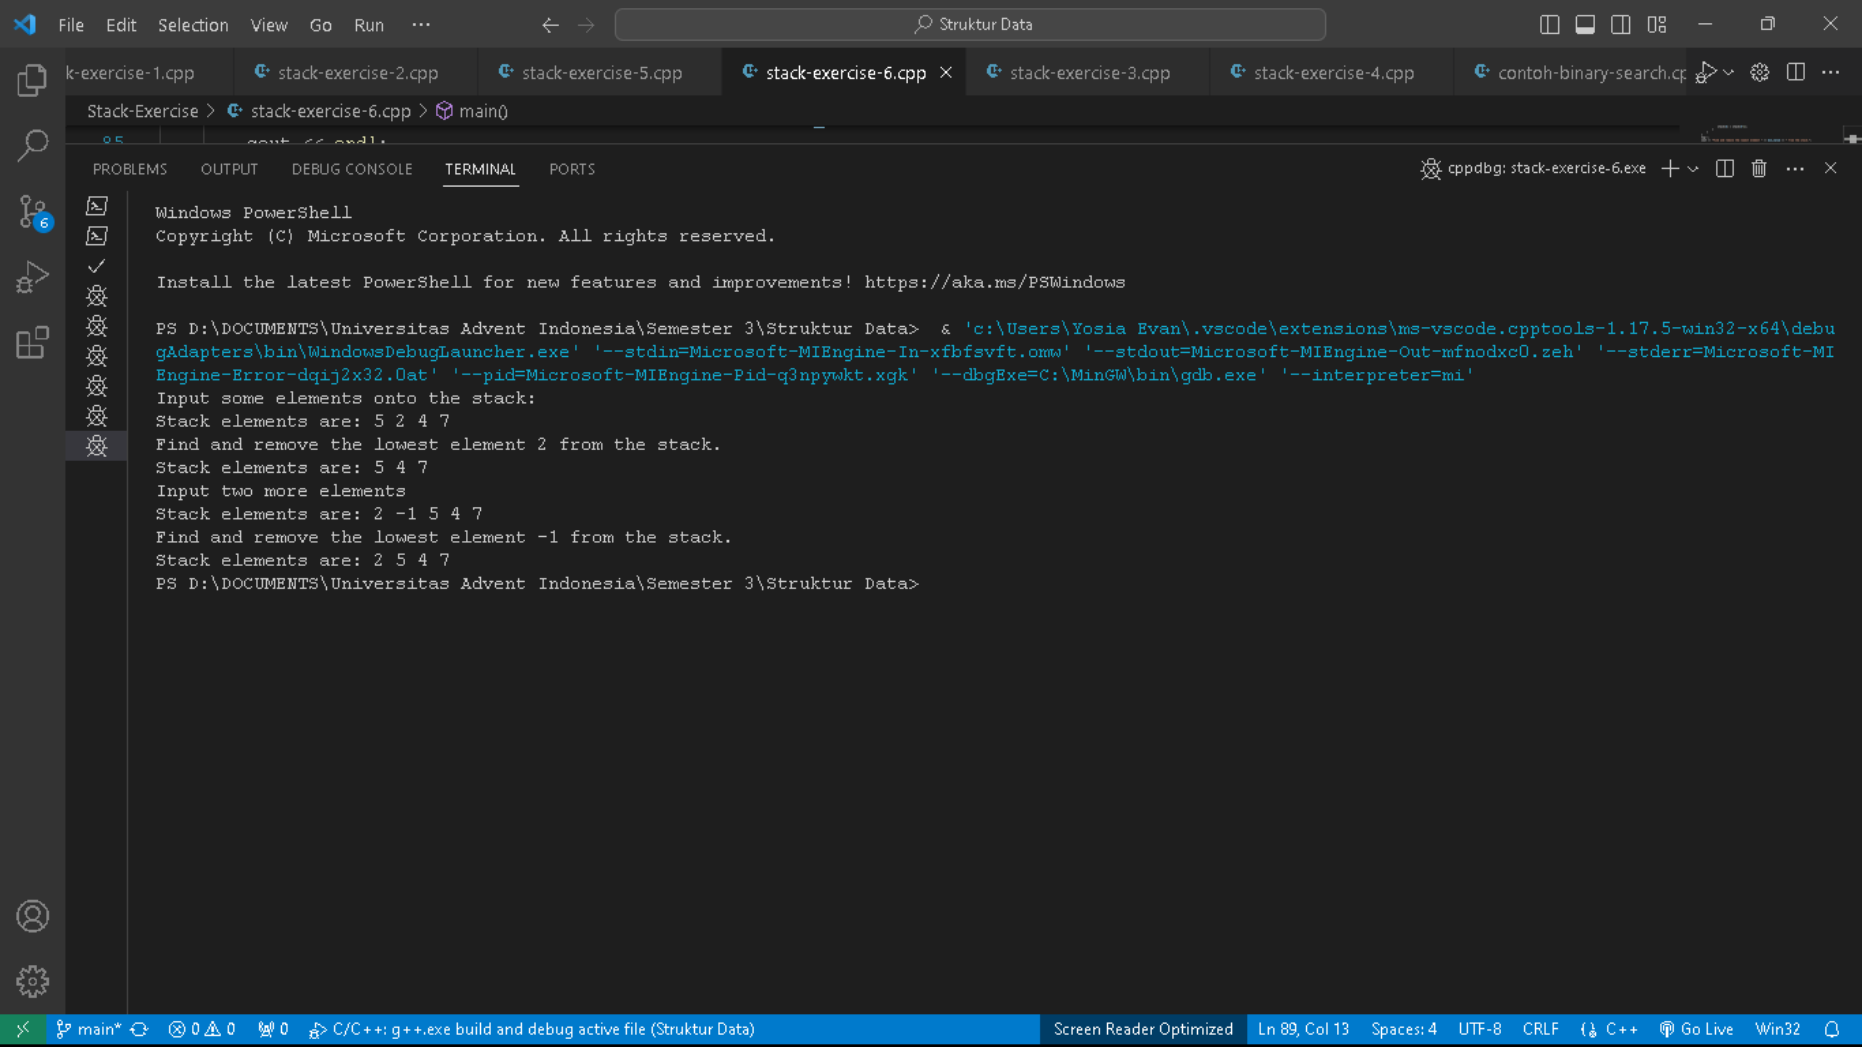 File Edit Selection View Go Run ··· Struktur Data
k-exercise-1.cpp stack-exercise-2.cpp stack-exercise-5.cpp stack-exercise-6.cpp stack-exercise-3.cpp stack-exercise-4.cpp contoh-binary-search.cp
Stack-Exercise > stack-exercise-6.cpp > main()
85 cout << endl;
PROBLEMS OUTPUT DEBUG CONSOLE TERMINAL PORTS cppdbg: stack-exercise-6.exe
Windows PowerShell
Copyright (C) Microsoft Corporation. All rights reserved.
Install the latest PowerShell for new features and improvements! https://aka.ms/PSWindows
PS D:\DOCUMENTS\Universitas Advent Indonesia\Semester 3\Struktur Data>  & 'c:\Users\Yosia Evan\.vscode\extensions\ms-vscode.cpptools-1.17.5-win32-x64\debu
gAdapters\bin\WindowsDebugLauncher.exe' '--stdin=Microsoft-MIEngine-In-xfbfsvft.omw' '--stdout=Microsoft-MIEngine-Out-mfnodxc0.zeh' '--stderr=Microsoft-MI
Engine-Error-dqij2x32.0at' '--pid=Microsoft-MIEngine-Pid-q3npywkt.xgk' '--dbgExe=C:\MinGW\bin\gdb.exe' '--interpreter=mi'
Input some elements onto the stack:
Stack elements are: 5 2 4 7
Find and remove the lowest element 2 from the stack.
Stack elements are: 5 4 7
Input two more elements
Stack elements are: 2 -1 5 4 7
Find and remove the lowest element -1 from the stack.
Stack elements are: 2 5 4 7
PS D:\DOCUMENTS\Universitas Advent Indonesia\Semester 3\Struktur Data>
6
main* 0 0 0 C/C++: g++.exe build and debug active file (Struktur Data) Screen Reader Optimized Ln 89, Col 13 Spaces: 4 UTF-8 CRLF C++ Go Live Win32